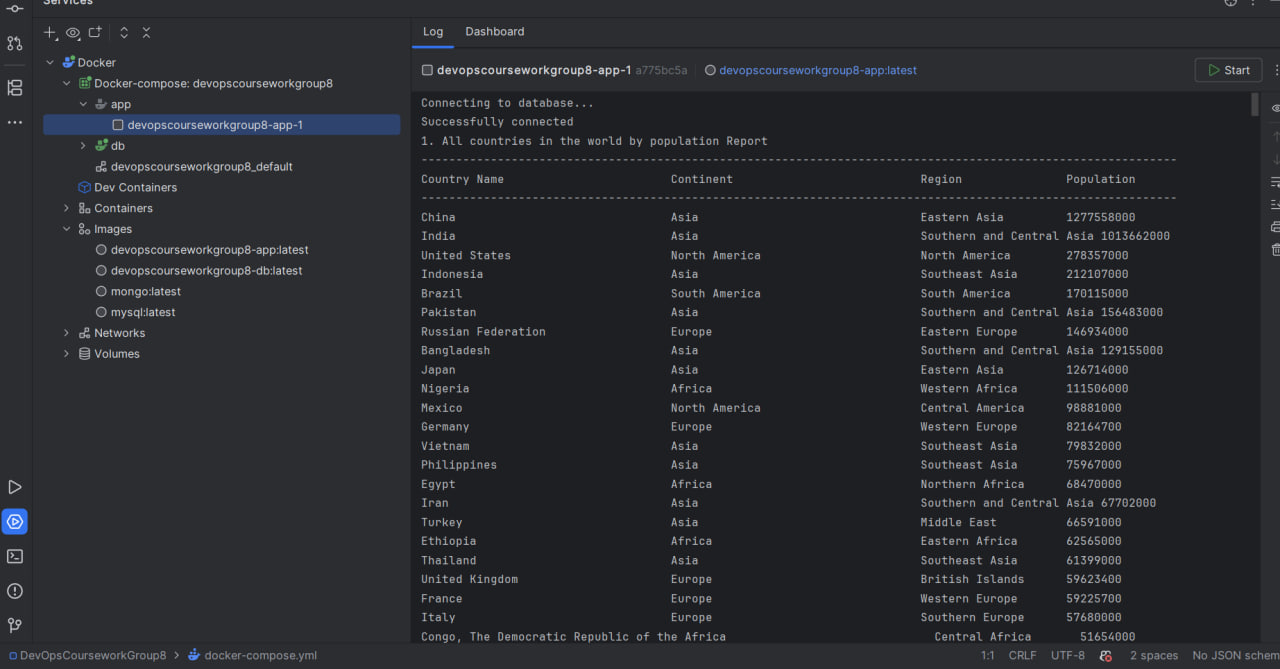 Services
Docker
Docker-compose: devopscourseworkgroup8
app
devopscourseworkgroup8-app-1
db
devopscourseworkgroup8_default
Dev Containers
Containers
Images
devopscourseworkgroup8-app:latest
devopscourseworkgroup8-db:latest
mongo:latest
mysql:latest
Networks
Volumes
Log Dashboard
devopscourseworkgroup8-app-1 a775bc5a devopscourseworkgroup8-app:latest Start
Connecting to database...
Successfully connected
1. All countries in the world by population Report
-------------------------------------------------------------------------------------------------------------
Country Name Continent Region Population
-------------------------------------------------------------------------------------------------------------
China Asia Eastern Asia 1277558000
India Asia Southern and Central Asia 1013662000
United States North America North America 278357000
Indonesia Asia Southeast Asia 212107000
Brazil South America South America 170115000
Pakistan Asia Southern and Central Asia 156483000
Russian Federation Europe Eastern Europe 146934000
Bangladesh Asia Southern and Central Asia 129155000
Japan Asia Eastern Asia 126714000
Nigeria Africa Western Africa 111506000
Mexico North America Central America 98881000
Germany Europe Western Europe 82164700
Vietnam Asia Southeast Asia 79832000
Philippines Asia Southeast Asia 75967000
Egypt Africa Northern Africa 68470000
Iran Asia Southern and Central Asia 67702000
Turkey Asia Middle East 66591000
Ethiopia Africa Eastern Africa 62565000
Thailand Asia Southeast Asia 61399000
United Kingdom Europe British Islands 59623400
France Europe Western Europe 59225700
Italy Europe Southern Europe 57680000
Congo, The Democratic Republic of the Africa Central Africa 51654000
DevOpsCourseworkGroup8 > docker-compose.yml 1:1 CRLF UTF-8 2 spaces No JSON schem